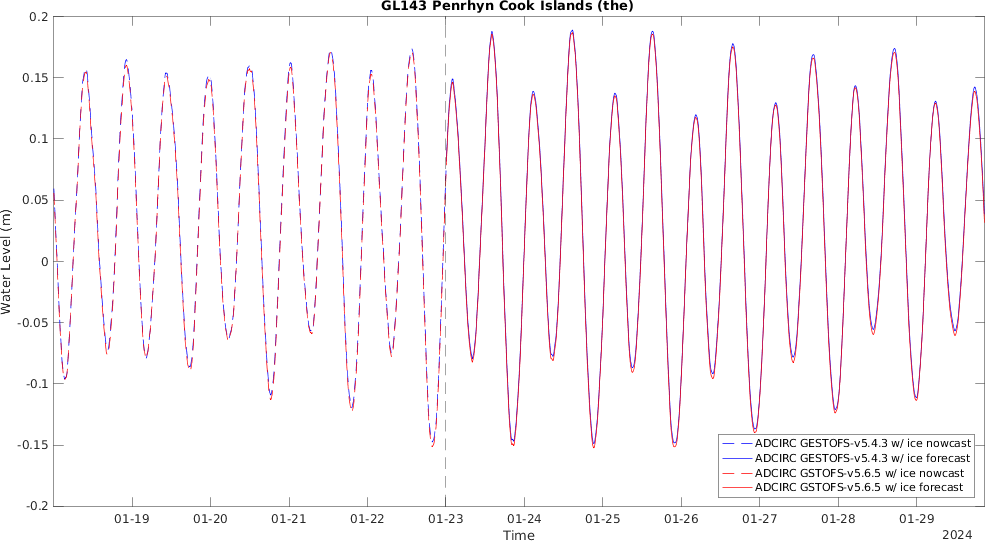 GL143 Penrhyn Cook Islands (the)
0.2
0.15
0.1
0.05
0
-0.05
-0.1
-0.15
-0.2
Water Level (m)
ADCIRC GESTOFS-v5.4.3 w/ ice nowcast
ADCIRC GESTOFS-v5.4.3 w/ ice forecast
ADCIRC GSTOFS-v5.6.5 w/ ice nowcast
ADCIRC GSTOFS-v5.6.5 w/ ice forecast
01-19 01-20 01-21 01-22 01-23 01-24 01-25 01-26 01-27 01-28 01-29
Time
2024